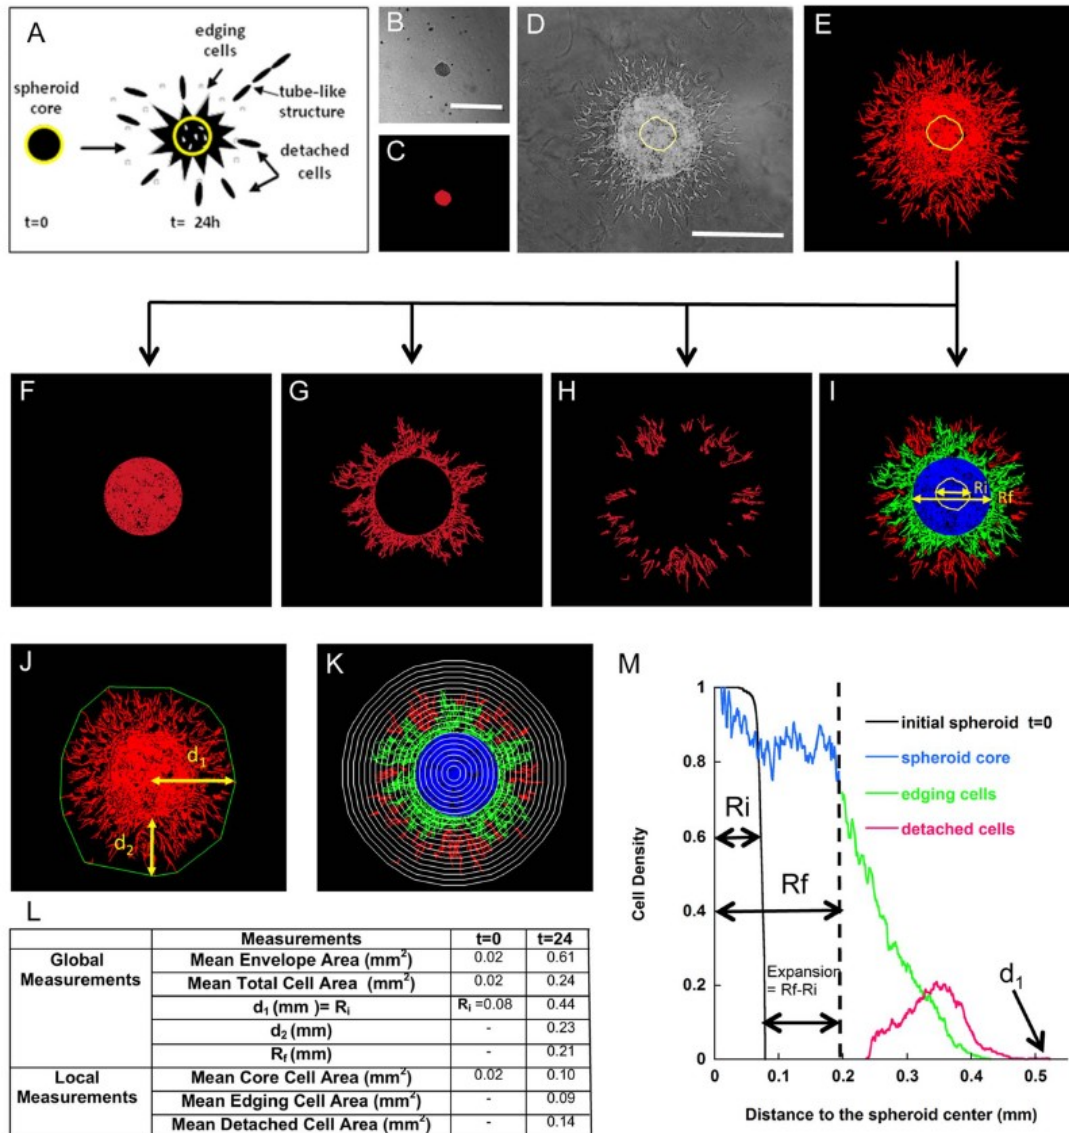 A
edging
cells
spheroid
core
tube-like
structure
detached
cells
t=0
t= 24h
B
C
D
E
F
G
H
I
Ri
Rf
J
d1
d2
K
L
Measurements t=0 t=24
Global Measurements
Mean Envelope Area (mm²) 0.02 0.61
Mean Total Cell Area (mm²) 0.02 0.24
d₁ (mm)= Rᵢ Rᵢ =0.08 0.44
d₂ (mm) - 0.23
Rf (mm) - 0.21
Local Measurements
Mean Core Cell Area (mm²) 0.02 0.10
Mean Edging Cell Area (mm²) - 0.09
Mean Detached Cell Area (mm²) - 0.14
M
1
0.8
0.6
0.4
0.2
0
Cell Density
initial spheroid t=0
spheroid core
edging cells
detached cells
Ri
Rf
Expansion
= Rf-Ri
d1
0 0.1 0.2 0.3 0.4 0.5
Distance to the spheroid center (mm)